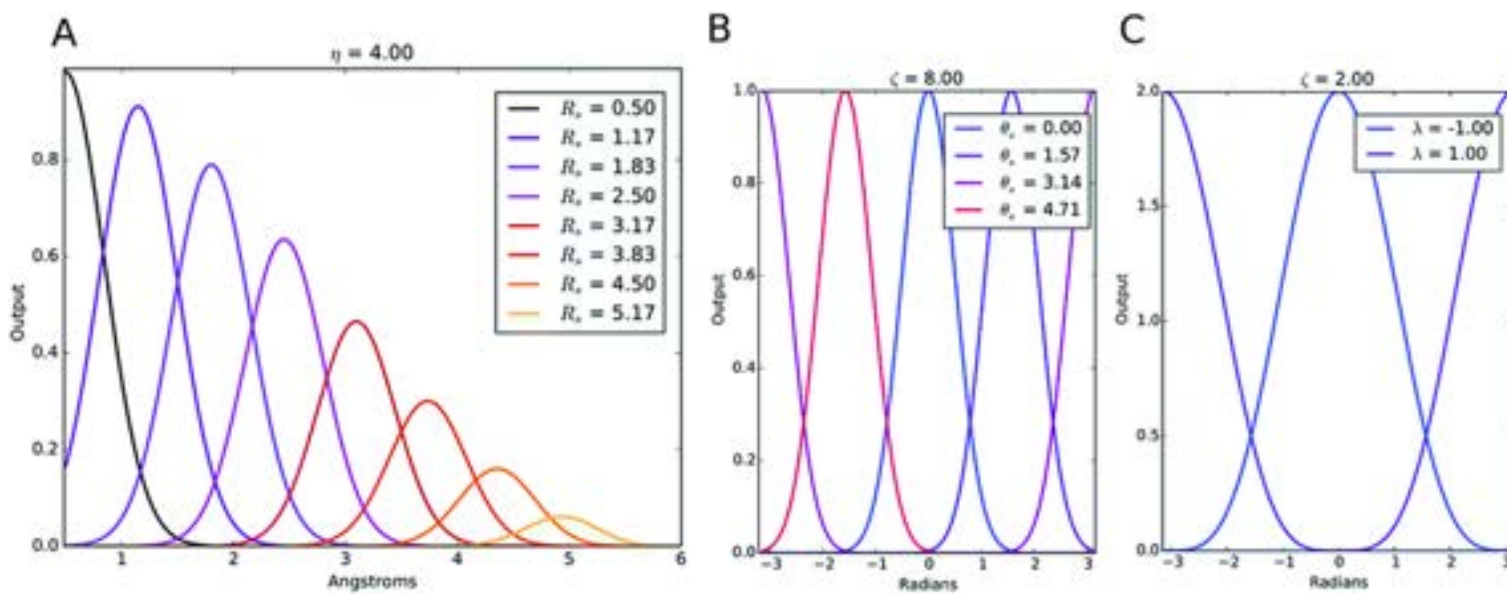 A
η = 4.00
R_s = 0.50
R_s = 1.17
R_s = 1.83
R_s = 2.50
R_s = 3.17
R_s = 3.83
R_s = 4.50
R_s = 5.17
Output
0.8
0.6
0.4
0.2
0.0
1 2 3 4 5 6
Angstroms
B
ζ = 8.00
θ_s = 0.00
θ_s = 1.57
θ_s = 3.14
θ_s = 4.71
Output
1.0
0.8
0.6
0.4
0.2
0.0
−3 −2 −1 0 1 2 3
Radians
C
ζ = 2.00
λ = -1.00
λ = 1.00
Output
2.0
1.5
1.0
0.5
0.0
−3 −2 −1 0 1 2 3
Radians